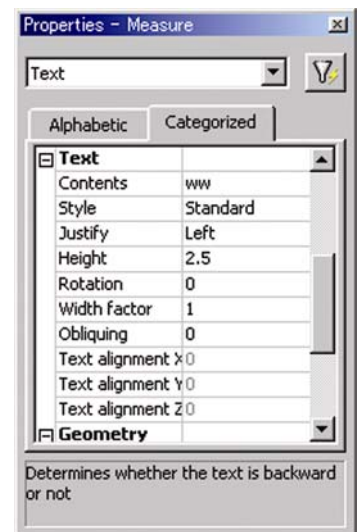 Properties - Measure
Text
Alphabetic Categorized
Text
Contents ww
Style Standard
Justify Left
Height 2.5
Rotation 0
Width factor 1
Obliquing 0
Text alignment X 0
Text alignment Y 0
Text alignment Z 0
Geometry
Determines whether the text is backward
or not